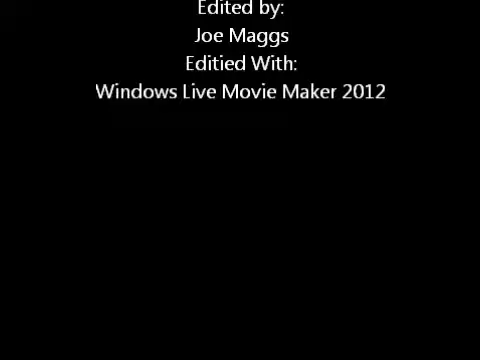 Edited by:
Joe Maggs
Editied With:
Windows Live Movie Maker 2012